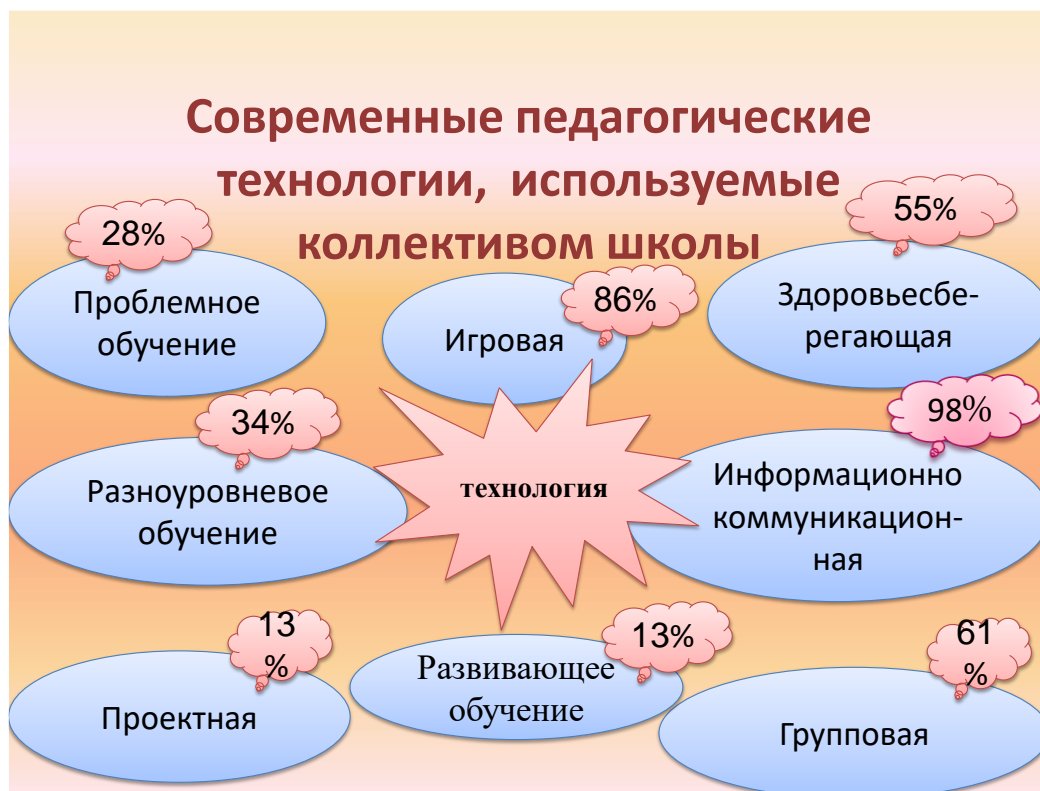 Современные педагогические
технологии, используемые
коллективом школы
28%
Проблемное
обучение
86%
Игровая
55%
Здоровьесбе-
регающая
34%
Разноуровневое
обучение
технология
98%
Информационно
коммуникацион-
ная
13
%
Проектная
13%
Развивающее
обучение
61
%
Групповая